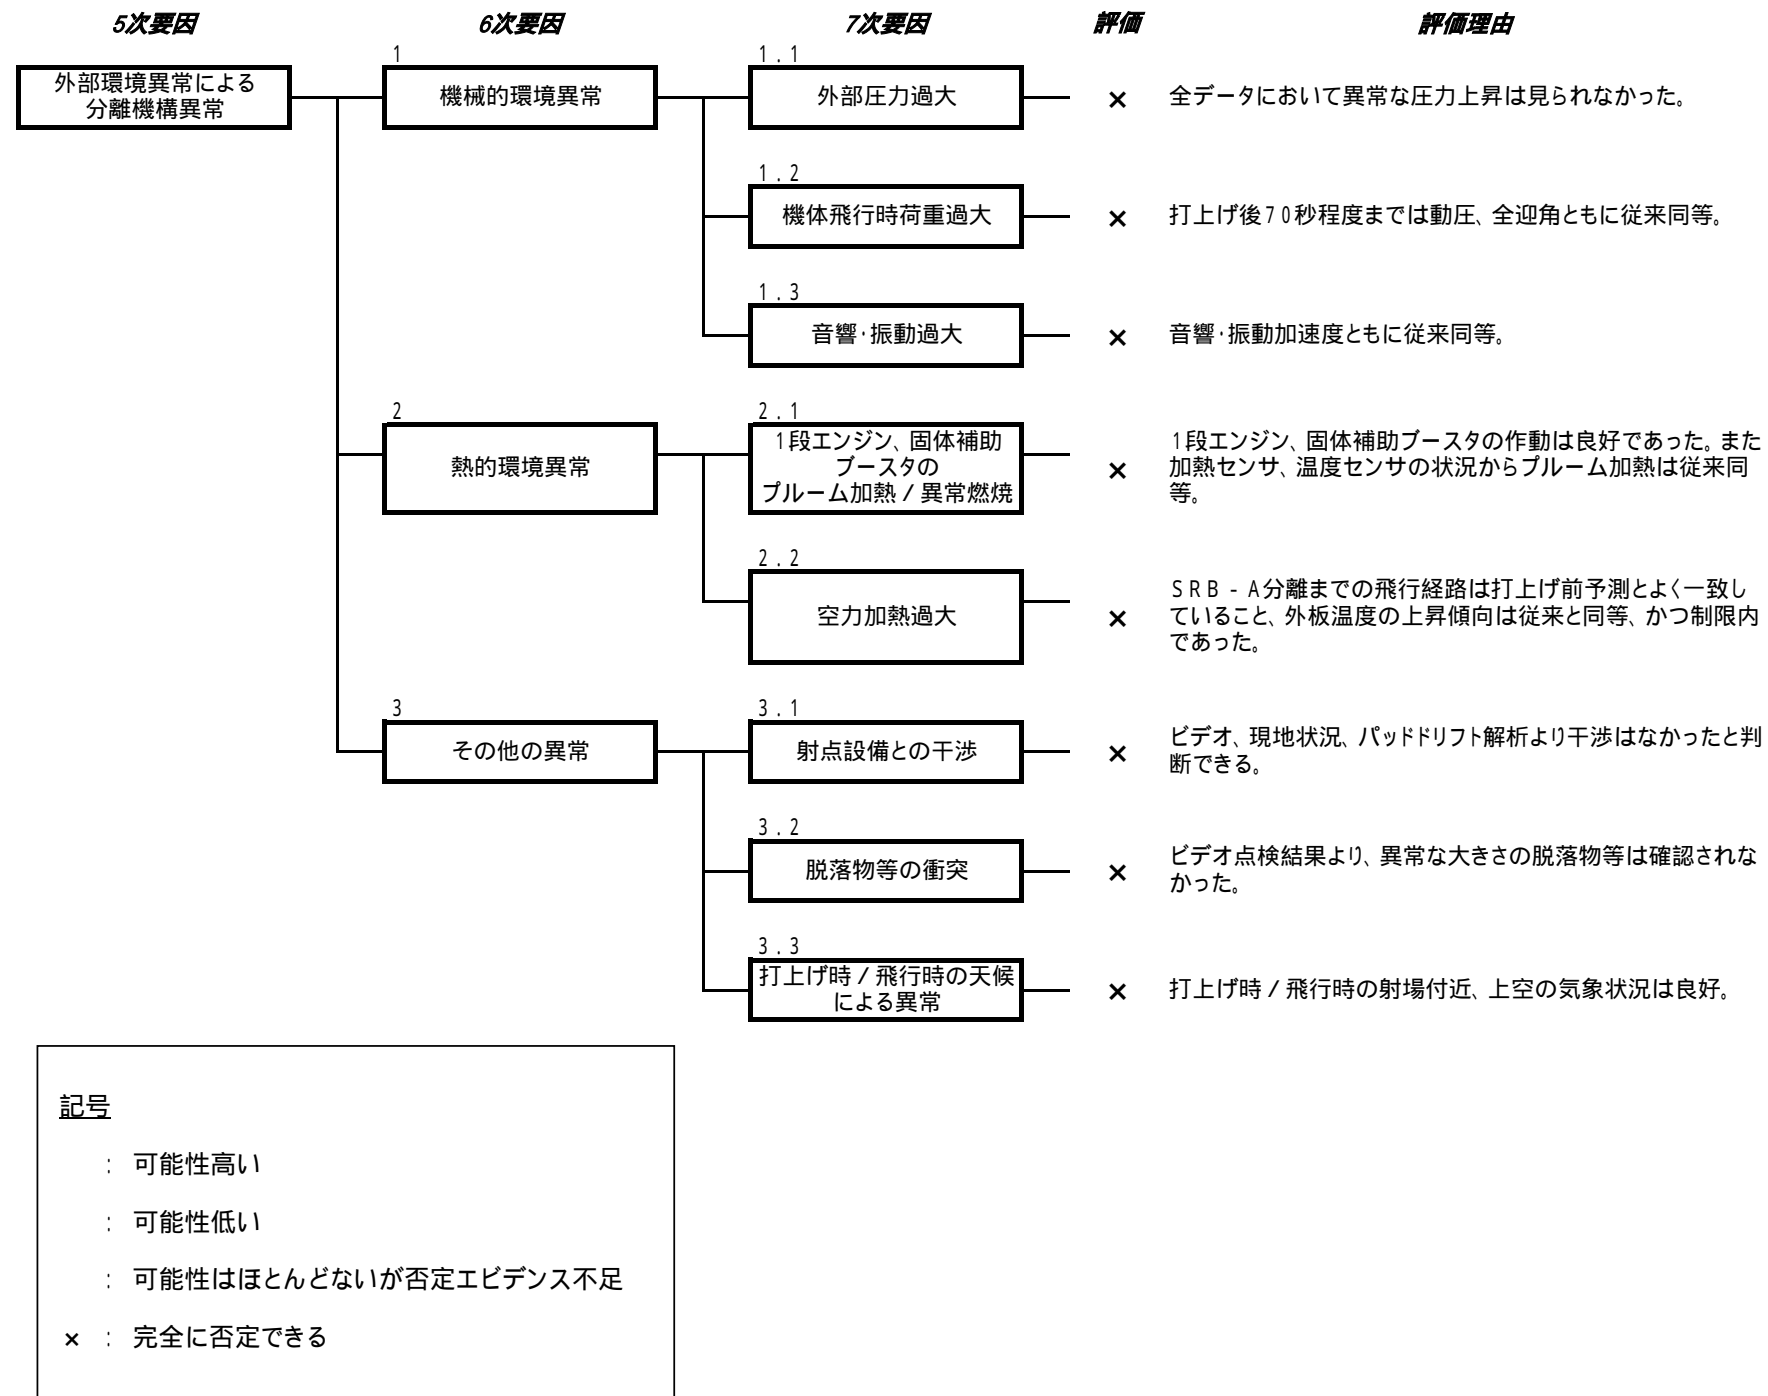 5次要因 6次要因 7次要因 評価 評価理由
1
1.1
外部環境異常による
分離機構異常
機械的環境異常
外部圧力過大
×
全データにおいて異常な圧力上昇は見られなかった。
1.2
機体飛行時荷重過大
×
打上げ後70秒程度までは動圧、全迎角ともに従来同等。
1.3
音響・振動過大
×
音響・振動加速度ともに従来同等。
2
熱的環境異常
2.1
1段エンジン、固体補助
ブースタの
プルーム加熱/異常燃焼
×
1段エンジン、固体補助ブースタの作動は良好であった。また
加熱センサ、温度センサの状況からプルーム加熱は従来同
等。
2.2
空力加熱過大
×
SRB-A分離までの飛行経路は打上げ前予測とよく一致し
ていること、外板温度の上昇傾向は従来と同等、かつ制限内
であった。
3
その他の異常
3.1
射点設備との干渉
×
ビデオ、現地状況、パッドドリフト解析より干渉はなかったと判
断できる。
3.2
脱落物等の衝突
×
ビデオ点検結果より、異常な大きさの脱落物等は確認されな
かった。
3.3
打上げ時/飛行時の天候
による異常
×
打上げ時/飛行時の射場付近、上空の気象状況は良好。
記号
: 可能性高い
: 可能性低い
: 可能性はほとんどないが否定エビデンス不足
× : 完全に否定できる